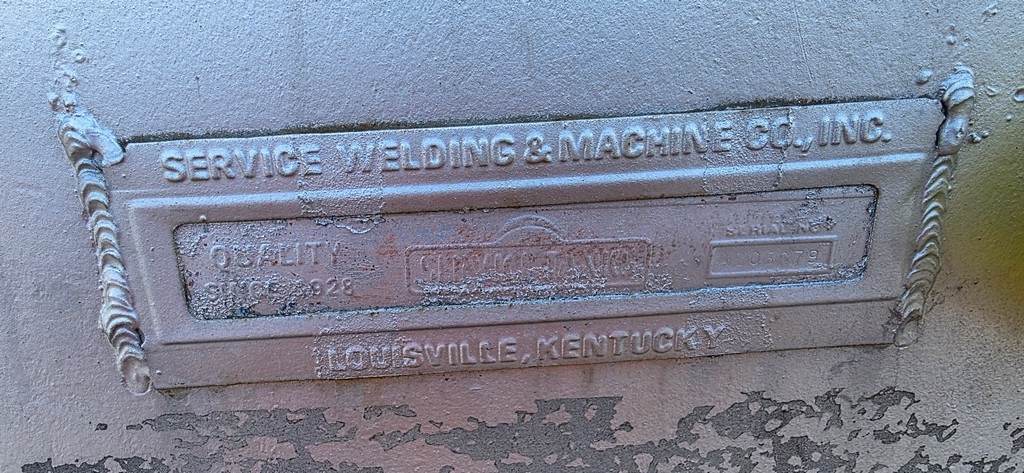 SERVICE WELDING & MACHINE CO., INC.
QUALITY
SINCE 1928
SERIAL NO.
LOUISVILLE, KENTUCKY